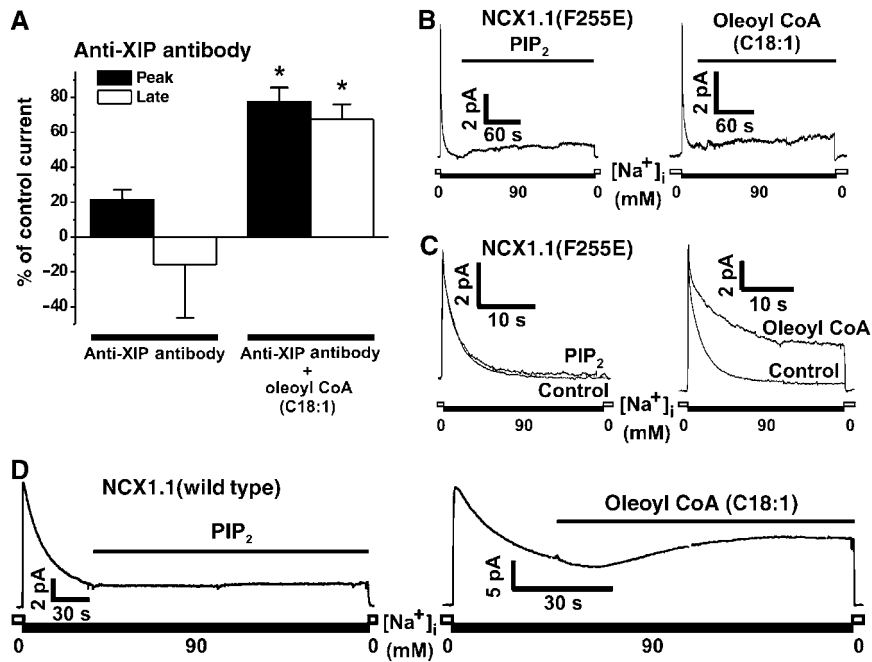 A
Anti-XIP antibody
Peak
Late
% of control current
80
60
40
20
0
-20
-40
*
*
Anti-XIP antibody
Anti-XIP antibody
+
oleoyl CoA
(C18:1)
B
NCX1.1(F255E)
PIP2
2 pA
60 s
Oleoyl CoA
(C18:1)
2 pA
60 s
[Na+]i
(mM)
0
90
0
0
90
0
C
NCX1.1(F255E)
2 pA
10 s
PIP2
Control
2 pA
10 s
Oleoyl CoA
Control
[Na+]i
(mM)
0
90
0
0
90
0
D
NCX1.1(wild type)
PIP2
2 pA
30 s
Oleoyl CoA (C18:1)
5 pA
30 s
[Na+]i
(mM)
0
90
0
0
90
0